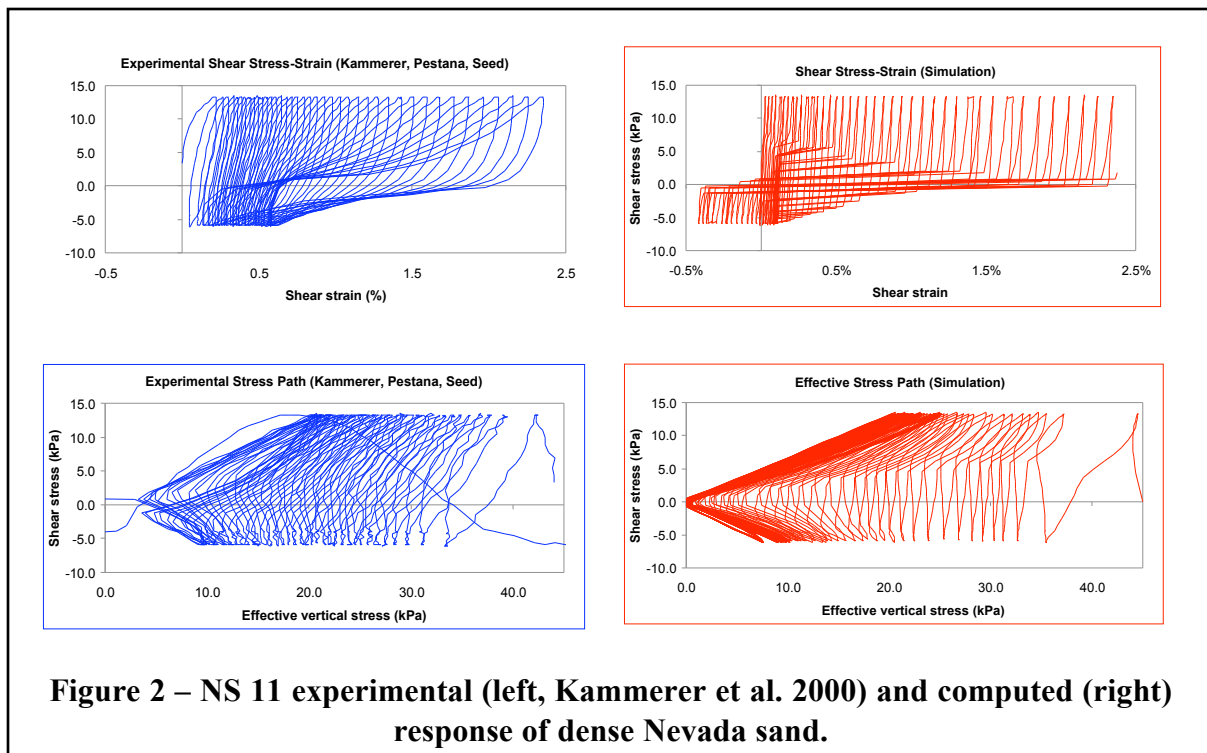 Experimental Shear Stress-Strain (Kammerer, Pestana, Seed)
15.0
10.0
5.0
0.0
-5.0
-10.0
-0.5 0.5 1.5 2.5
Shear stress (kPa)
Shear strain (%)
Shear Stress-Strain (Simulation)
15.0
10.0
5.0
0.0
-5.0
-10.0
-0.5% 0.5% 1.5% 2.5%
Shear stress (kPa)
Shear strain
Experimental Stress Path (Kammerer, Pestana, Seed)
15.0
10.0
5.0
0.0
-5.0
-10.0
0.0 10.0 20.0 30.0 40.0
Shear stress (kPa)
Effective vertical stress (kPa)
Effective Stress Path (Simulation)
15.0
10.0
5.0
0.0
-5.0
-10.0
0.0 10.0 20.0 30.0 40.0
Shear stress (kPa)
Effective vertical stress (kPa)
Figure 2 – NS 11 experimental (left, Kammerer et al. 2000) and computed (right)
response of dense Nevada sand.